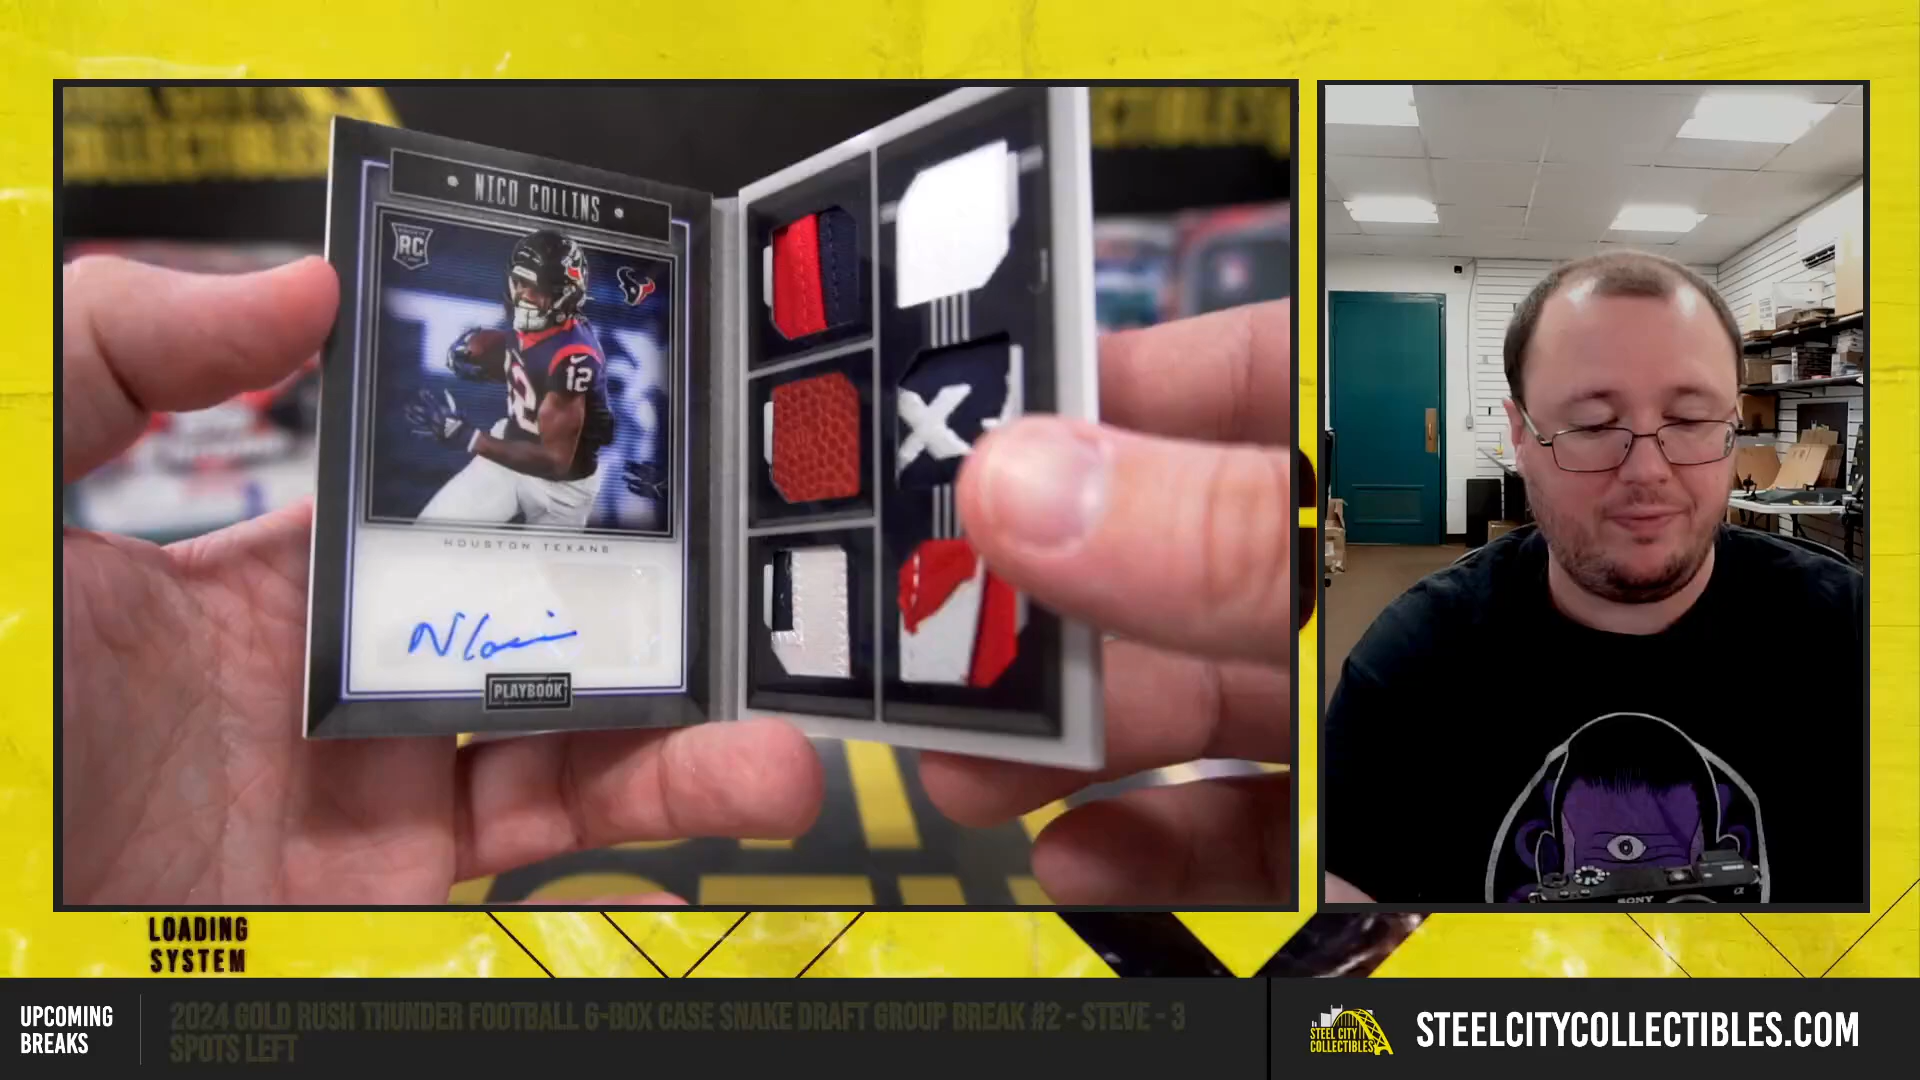 NICO COLLINS
RC
12
12
HOUSTON TEXANS
PLAYBOOK
SONY
α
LOADING
SYSTEM
UPCOMING
BREAKS
2024 GOLD RUSH THUNDER FOOTBALL 6-BOX CASE SNAKE DRAFT GROUP BREAK #2 - STEVE - 3
SPOTS LEFT
STEEL CITY
COLLECTIBLES
STEELCITYCOLLECTIBLES.COM